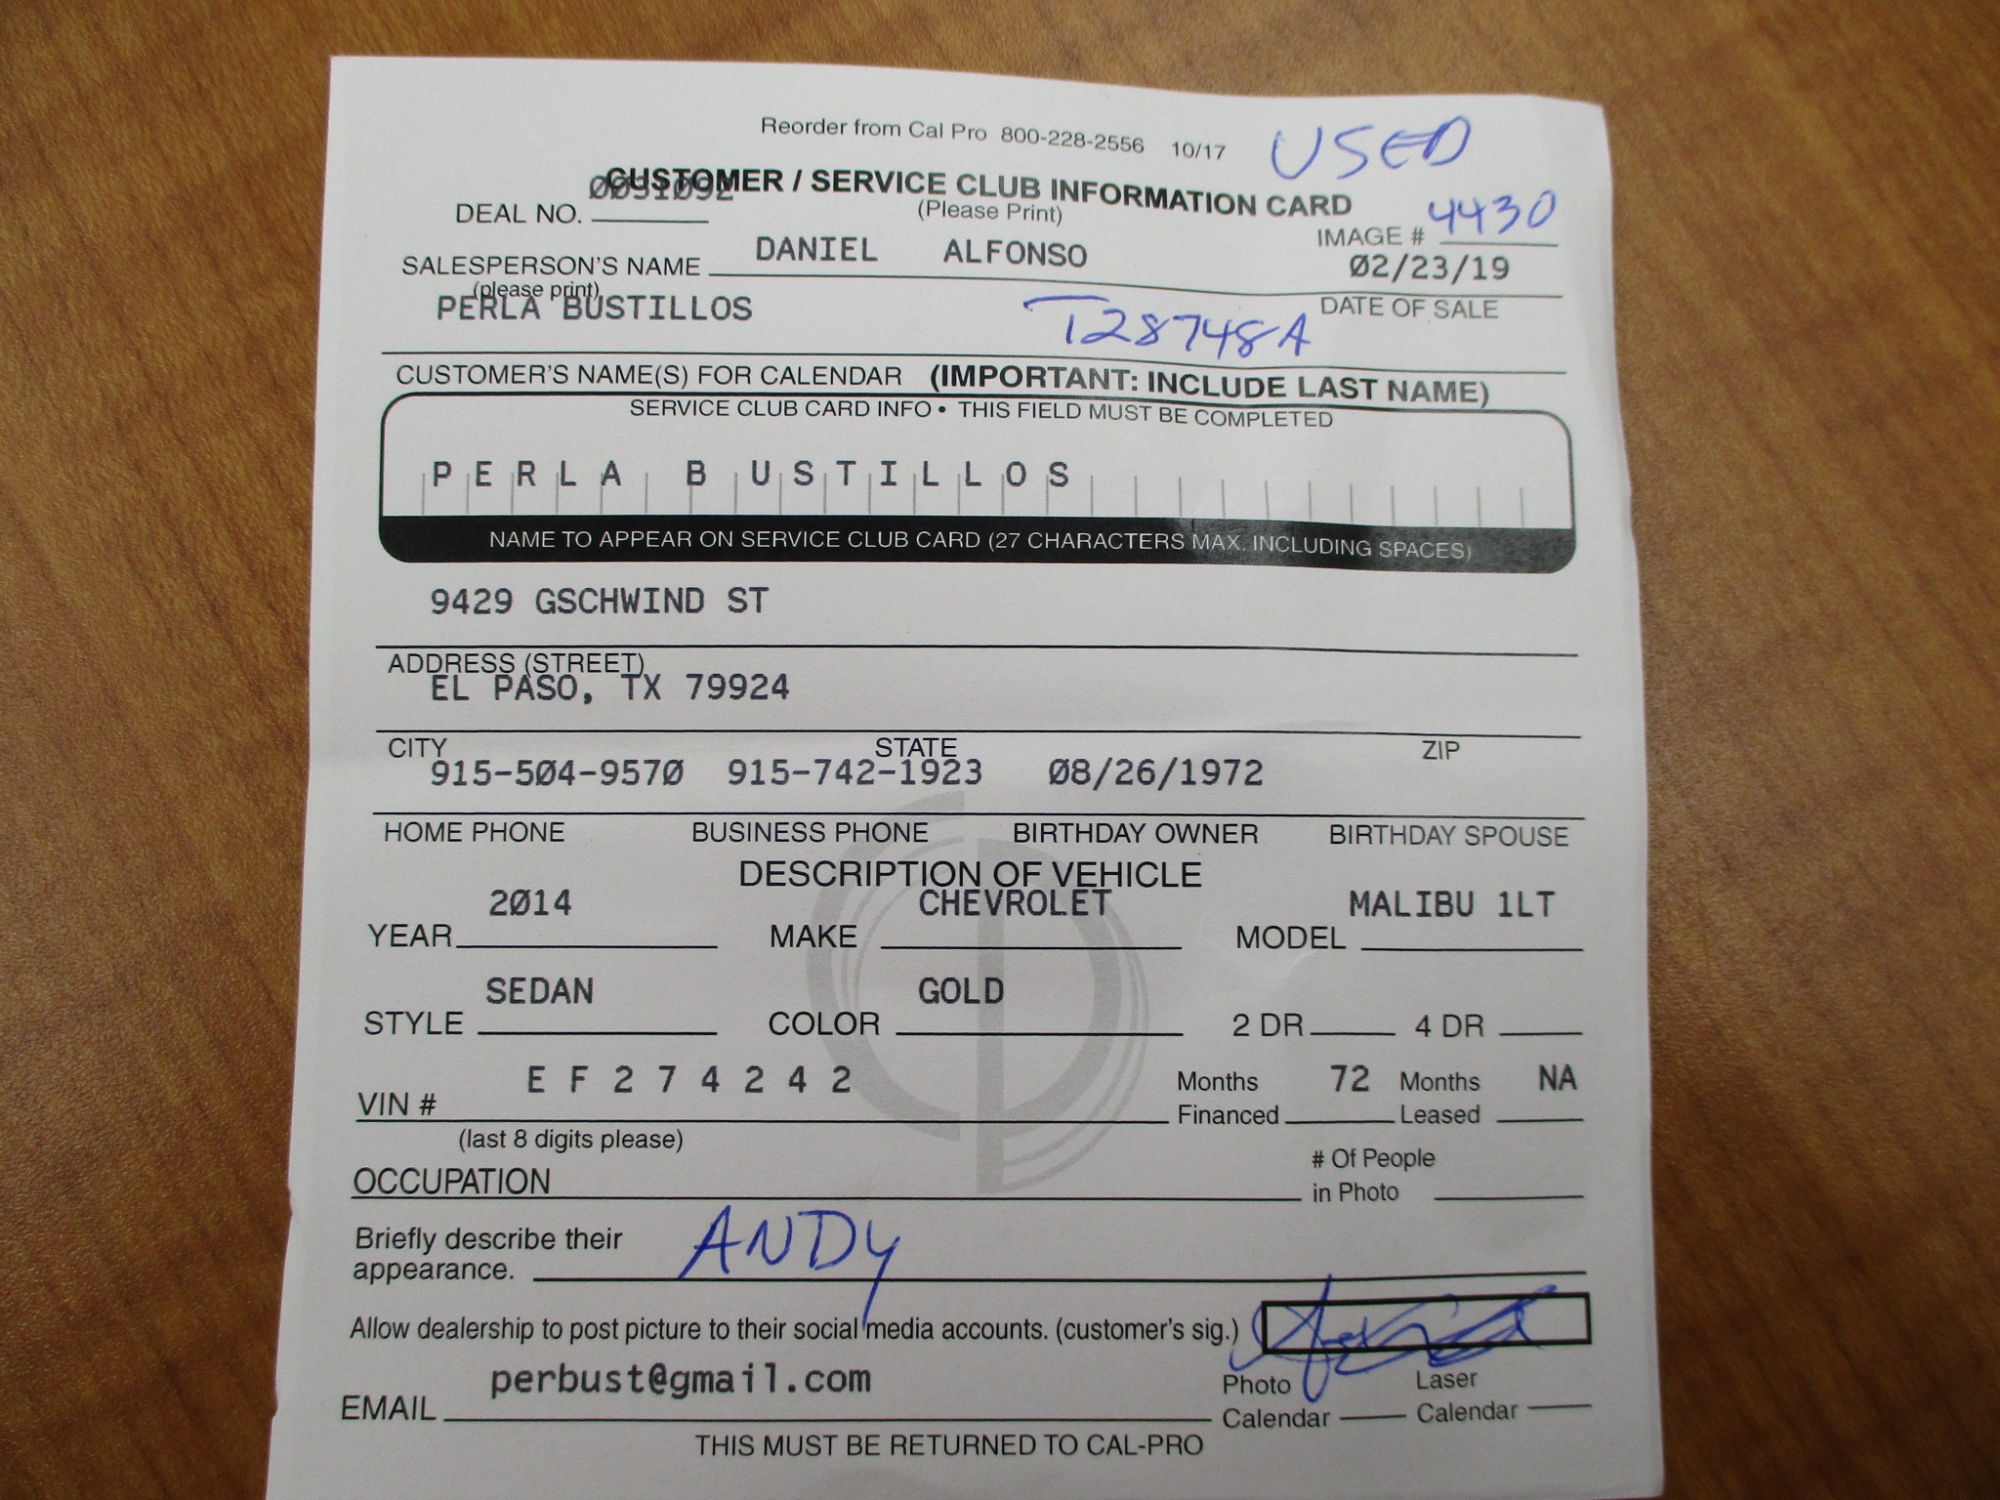 Reorder from Cal Pro 800-228-2556 10/17 USED
CUSTOMER / SERVICE CLUB INFORMATION CARD
(Please Print)
DEAL NO. 0031092
IMAGE # 4430
SALESPERSON'S NAME DANIEL ALFONSO
(please print)
02/23/19
DATE OF SALE
PERLA BUSTILLOS T28748A
CUSTOMER'S NAME(S) FOR CALENDAR (IMPORTANT: INCLUDE LAST NAME)
SERVICE CLUB CARD INFO • THIS FIELD MUST BE COMPLETED
PERLA BUSTILLOS
NAME TO APPEAR ON SERVICE CLUB CARD (27 CHARACTERS MAX. INCLUDING SPACES)
9429 GSCHWIND ST
ADDRESS (STREET)
EL PASO, TX 79924
CITY STATE ZIP
915-504-9570 915-742-1923 08/26/1972
HOME PHONE BUSINESS PHONE BIRTHDAY OWNER BIRTHDAY SPOUSE
DESCRIPTION OF VEHICLE
YEAR 2014 MAKE CHEVROLET MODEL MALIBU 1LT
STYLE SEDAN COLOR GOLD 2 DR 4 DR
VIN # E F 2 7 4 2 4 2 Months Financed 72 Months Leased NA
(last 8 digits please)
OCCUPATION # Of People in Photo
Briefly describe their appearance. ANDY
Allow dealership to post picture to their social media accounts. (customer's sig.)
EMAIL perbust@gmail.com Photo Calendar Laser Calendar
THIS MUST BE RETURNED TO CAL-PRO